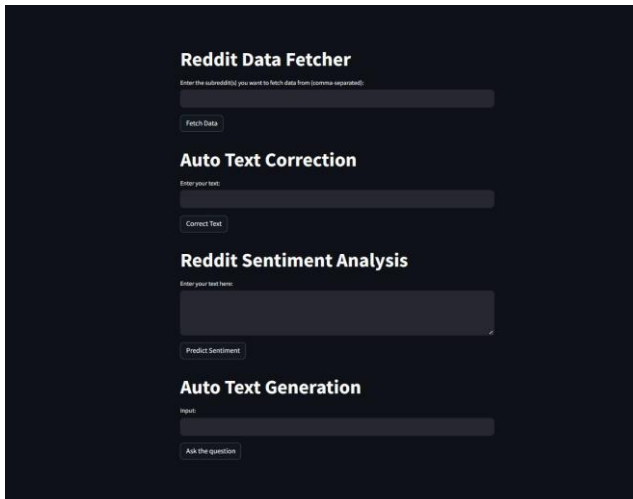 Reddit Data Fetcher
Enter the subreddit(s) you want to fetch data from (comma-separated):
Fetch Data
Auto Text Correction
Enter your text:
Correct Text
Reddit Sentiment Analysis
Enter your text here:
Predict Sentiment
Auto Text Generation
Input:
Ask the question